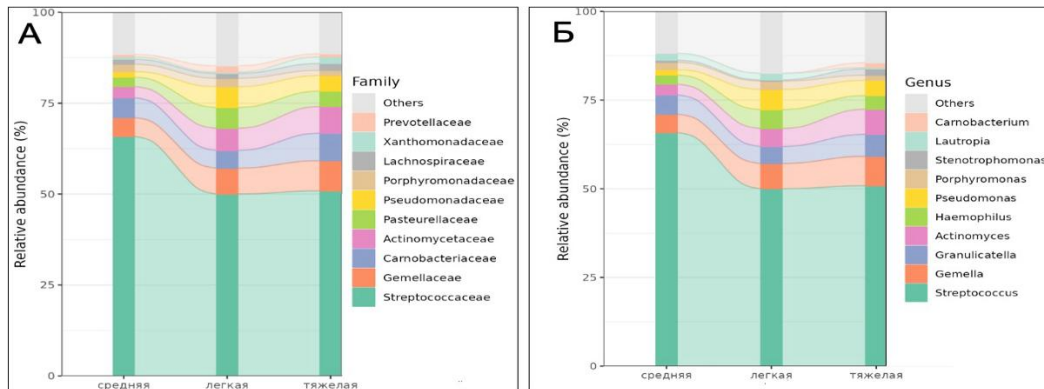 А
100
75
50
25
0
Relative abundance (%)
средняя
легкая
тяжелая
Family
Others
Prevotellaceae
Xanthomonadaceae
Lachnospiraceae
Porphyromonadaceae
Pseudomonadaceae
Pasteurellaceae
Actinomycetaceae
Carnobacteriaceae
Gemellaceae
Streptococcaceae
Б
100
75
50
25
0
Relative abundance (%)
средняя
легкая
тяжелая
Genus
Others
Carnobacterium
Lautropia
Stenotrophomonas
Porphyromonas
Pseudomonas
Haemophilus
Actinomyces
Granulicatella
Gemella
Streptococcus